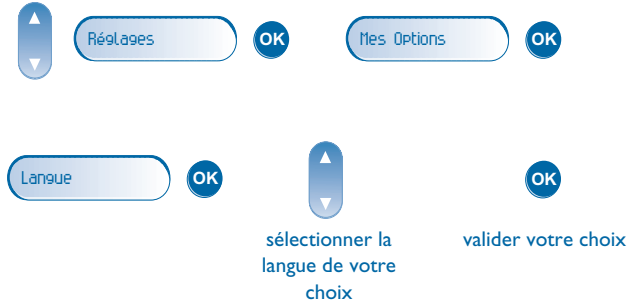 Réglages
OK
Mes Options
OK
Langue
OK
OK
sélectionner la
langue de votre
choix
valider votre choix